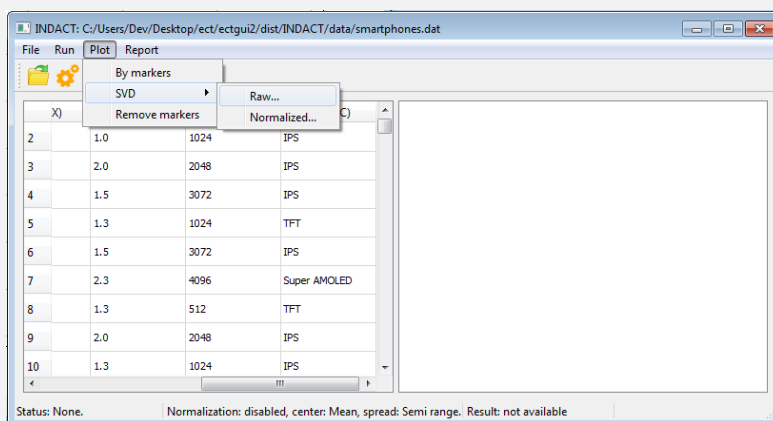 INDACT: C:/Users/Dev/Desktop/ect/ectgui2/dist/INDACT/data/smartphones.dat
File Run Plot Report
By markers
SVD
Raw...
Remove markers
Normalized...
X) C)
2 1.0 1024 IPS
3 2.0 2048 IPS
4 1.5 3072 IPS
5 1.3 1024 TFT
6 1.5 3072 IPS
7 2.3 4096 Super AMOLED
8 1.3 512 TFT
9 2.0 2048 IPS
10 1.3 1024 IPS
Status: None. Normalization: disabled, center: Mean, spread: Semi range. Result: not available